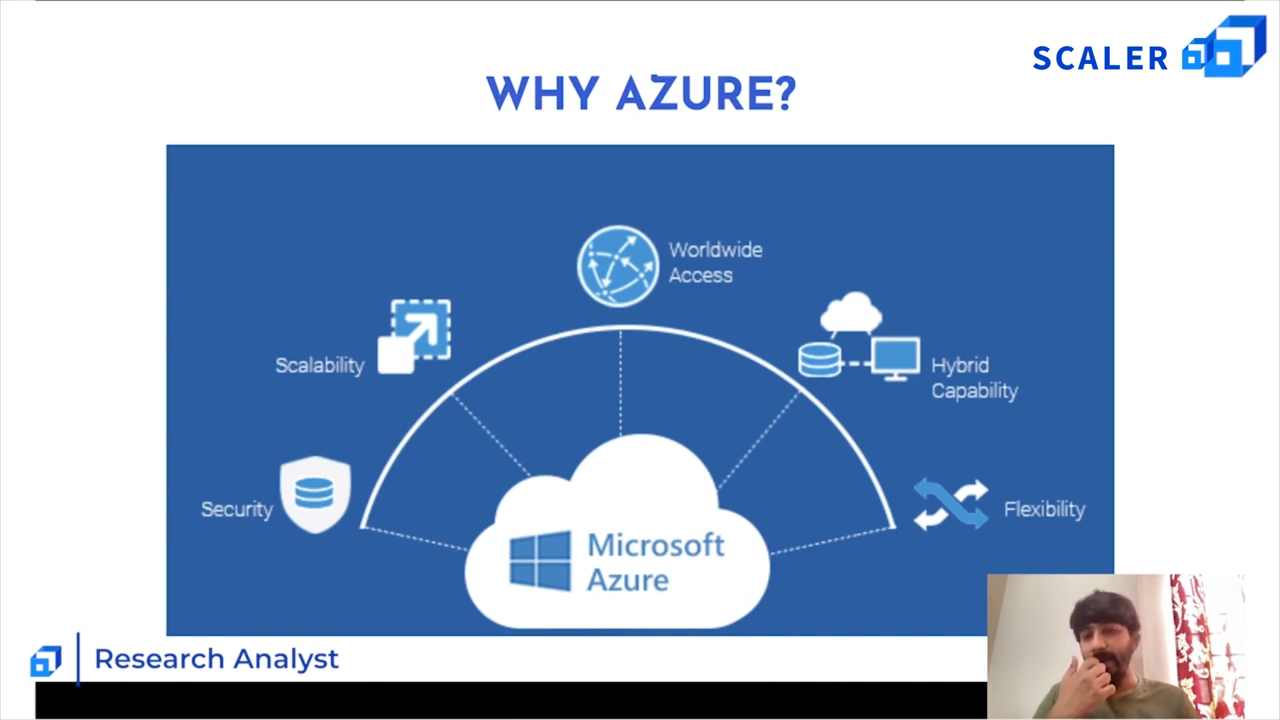 SCALER
WHY AZURE?
Worldwide
Access
Scalability
Hybrid
Capability
Security
Flexibility
Microsoft
Azure
Research Analyst